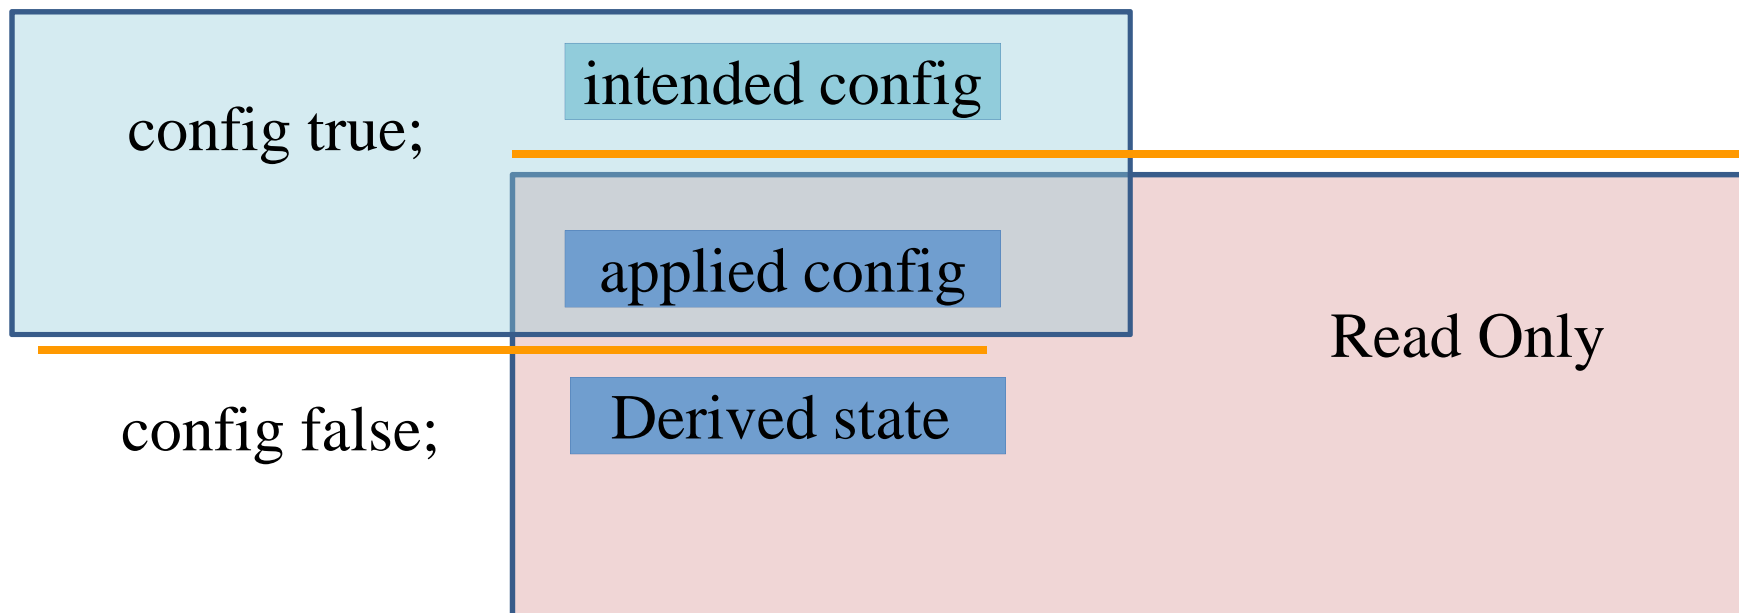 intended config
config true;
applied config
Read Only
Derived state
config false;